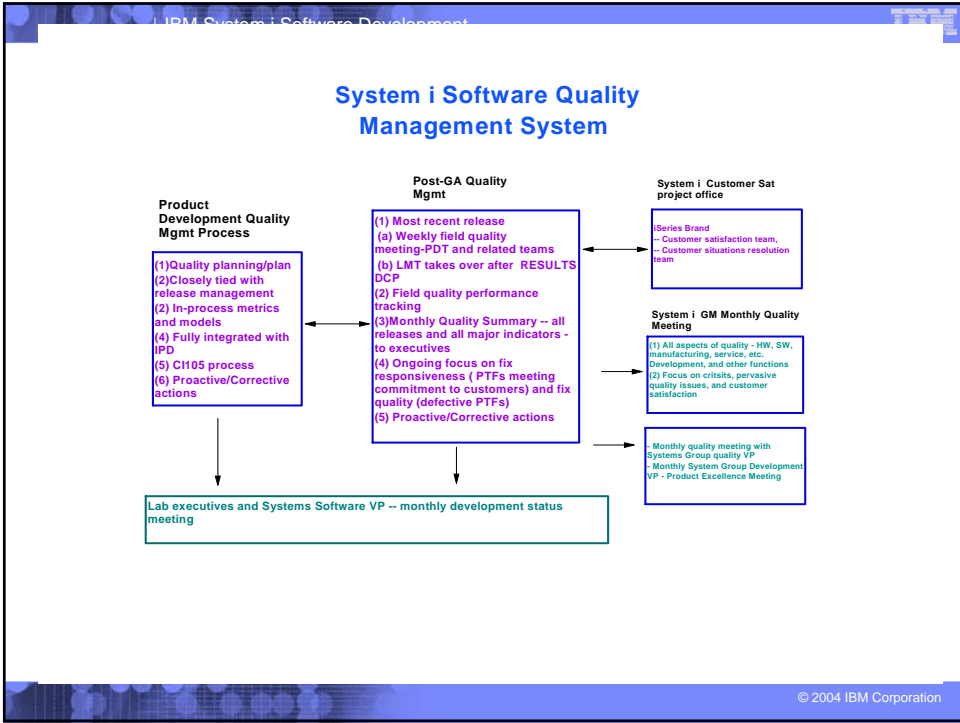 | IBM System i Software Development
IBM
System i Software Quality
Management System
Product
Development Quality
Mgmt Process
(1)Quality planning/plan
(2)Closely tied with
release management
(2) In-process metrics
and models
(4) Fully integrated with
IPD
(5) CI105 process
(6) Proactive/Corrective
actions
Post-GA Quality
Mgmt
(1) Most recent release
(a) Weekly field quality
meeting-PDT and related teams
(b) LMT takes over after RESULTS
DCP
(2) Field quality performance
tracking
(3)Monthly Quality Summary -- all
releases and all major indicators -
to executives
(4) Ongoing focus on fix
responsiveness ( PTFs meeting
commitment to customers) and fix
quality (defective PTFs)
(5) Proactive/Corrective actions
System i Customer Sat
project office
iSeries Brand
-- Customer satisfaction team,
-- Customer situations resolution
team
System i GM Monthly Quality
Meeting
(1) All aspects of quality - HW, SW,
manufacturing, service, etc.
Development, and other functions
(2) Focus on critsits, pervasive
quality issues, and customer
satisfaction
- Monthly quality meeting with
Systems Group quality VP
- Monthly System Group Development
VP - Product Excellence Meeting
Lab executives and Systems Software VP -- monthly development status
meeting
© 2004 IBM Corporation